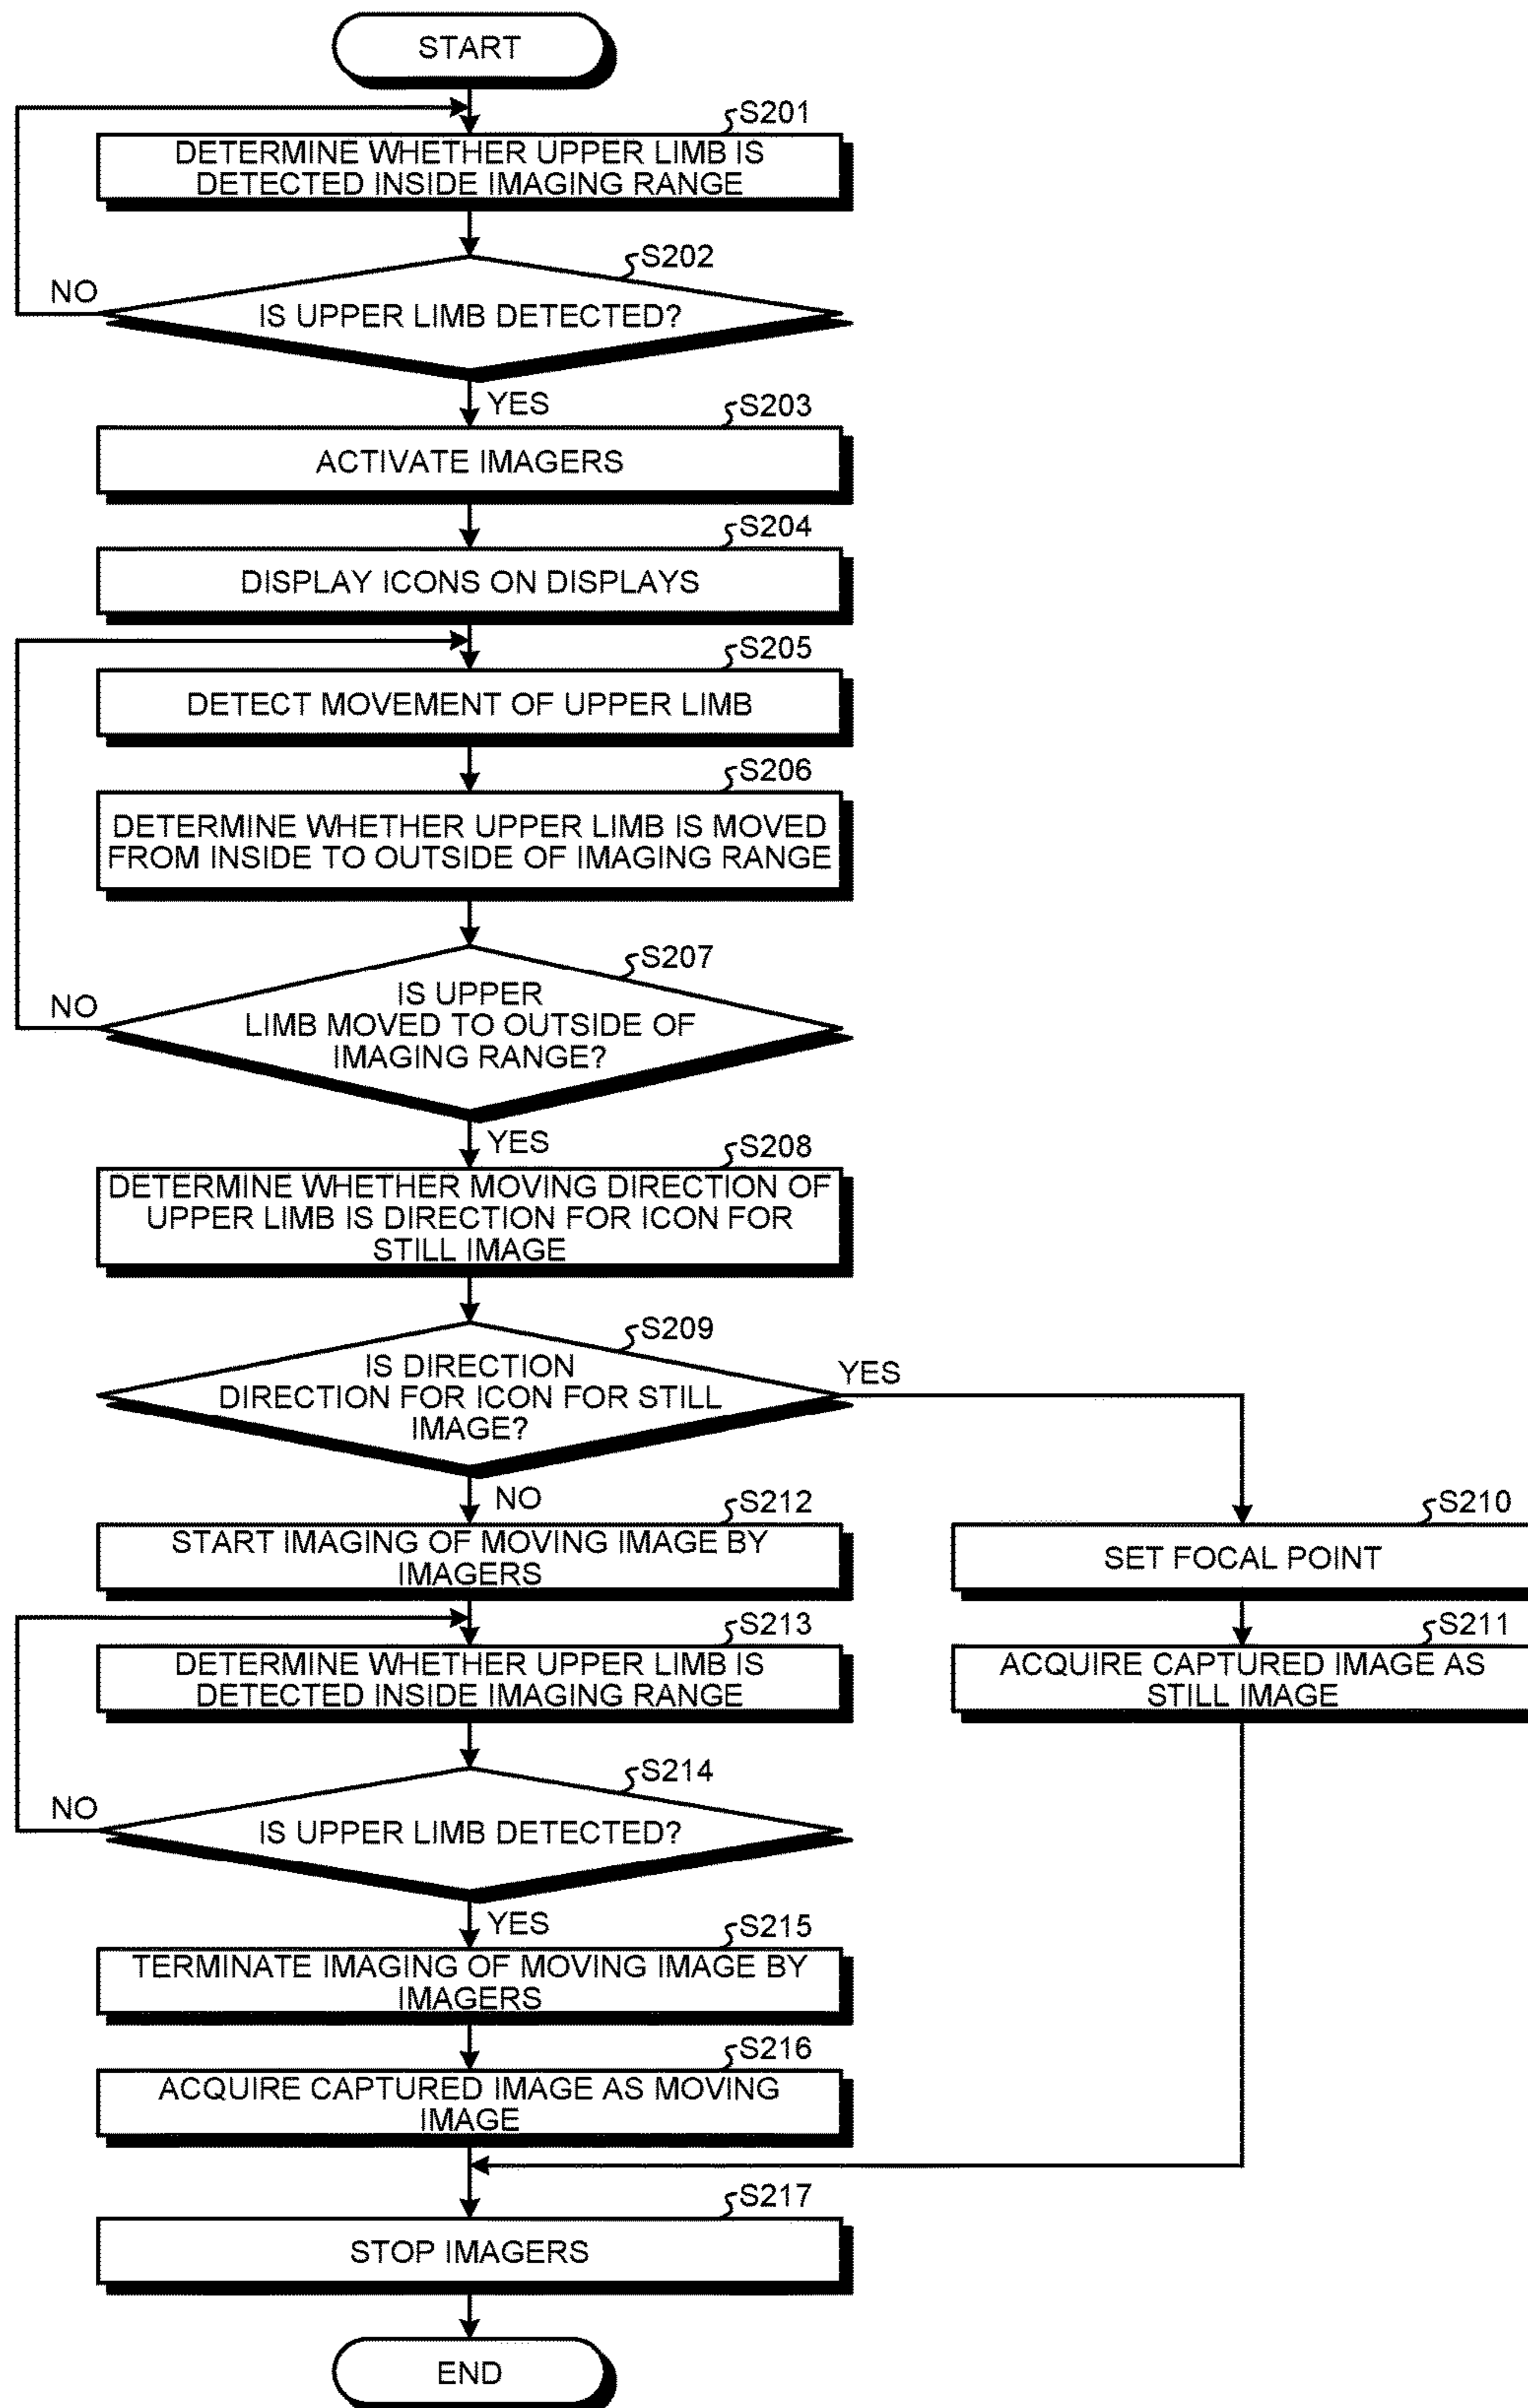 START
S201
DETERMINE WHETHER UPPER LIMB IS
DETECTED INSIDE IMAGING RANGE
S202
NO
IS UPPER LIMB DETECTED?
YES
S203
ACTIVATE IMAGERS
S204
DISPLAY ICONS ON DISPLAYS
S205
DETECT MOVEMENT OF UPPER LIMB
S206
DETERMINE WHETHER UPPER LIMB IS MOVED
FROM INSIDE TO OUTSIDE OF IMAGING RANGE
S207
NO
IS UPPER
LIMB MOVED TO OUTSIDE OF
IMAGING RANGE?
YES
S208
DETERMINE WHETHER MOVING DIRECTION OF
UPPER LIMB IS DIRECTION FOR ICON FOR
STILL IMAGE
S209
IS DIRECTION
DIRECTION FOR ICON FOR STILL
IMAGE?
YES
NO
S212
START IMAGING OF MOVING IMAGE BY
IMAGERS
S210
SET FOCAL POINT
S213
DETERMINE WHETHER UPPER LIMB IS
DETECTED INSIDE IMAGING RANGE
S211
ACQUIRE CAPTURED IMAGE AS
STILL IMAGE
S214
NO
IS UPPER LIMB DETECTED?
YES
S215
TERMINATE IMAGING OF MOVING IMAGE BY
IMAGERS
S216
ACQUIRE CAPTURED IMAGE AS MOVING
IMAGE
S217
STOP IMAGERS
END